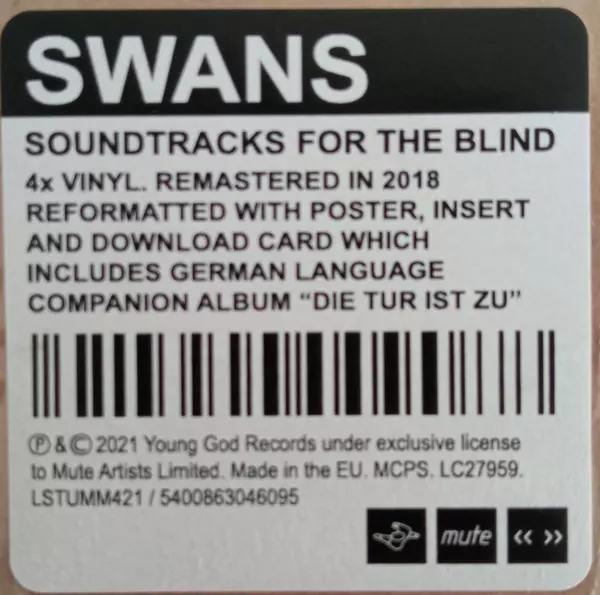 SWANS
SOUNDTRACKS FOR THE BLIND
4x VINYL. REMASTERED IN 2018
REFORMATTED WITH POSTER, INSERT
AND DOWNLOAD CARD WHICH
INCLUDES GERMAN LANGUAGE
COMPANION ALBUM “DIE TUR IST ZU”
℗ & © 2021 Young God Records under exclusive license
to Mute Artists Limited. Made in the EU. MCPS. LC27959.
LSTUMM421 / 5400863046095
mute << >>